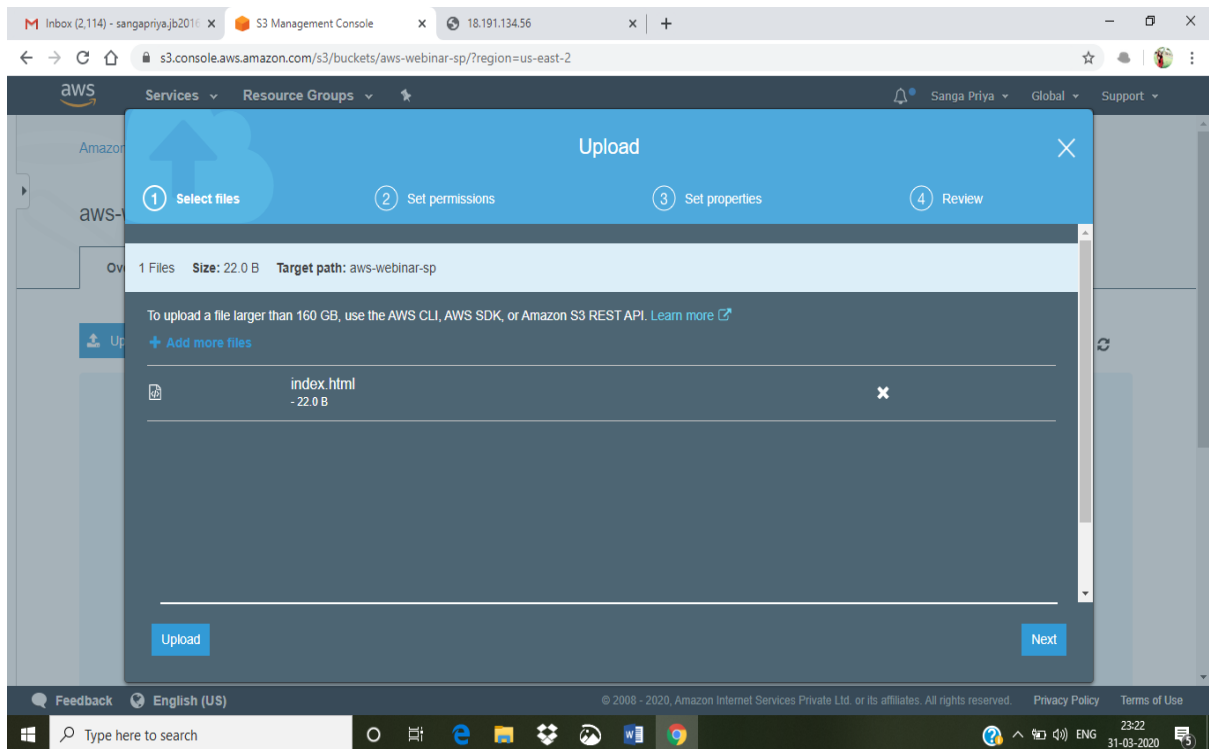 Inbox (2,114) - sangapriya.jb2016
S3 Management Console
18.191.134.56
s3.console.aws.amazon.com/s3/buckets/aws-webinar-sp/?region=us-east-2
aws
Services
Resource Groups
Sanga Priya
Global
Support
Amazon
aws-
Ov
Up
Upload
1 Select files
2 Set permissions
3 Set properties
4 Review
1 Files Size: 22.0 B Target path: aws-webinar-sp
To upload a file larger than 160 GB, use the AWS CLI, AWS SDK, or Amazon S3 REST API. Learn more
Add more files
index.html
- 22.0 B
Upload
Next
Feedback
English (US)
© 2008 - 2020, Amazon Internet Services Private Ltd. or its affiliates. All rights reserved.
Privacy Policy
Terms of Use
Type here to search
ENG
23:22
31-03-2020
5